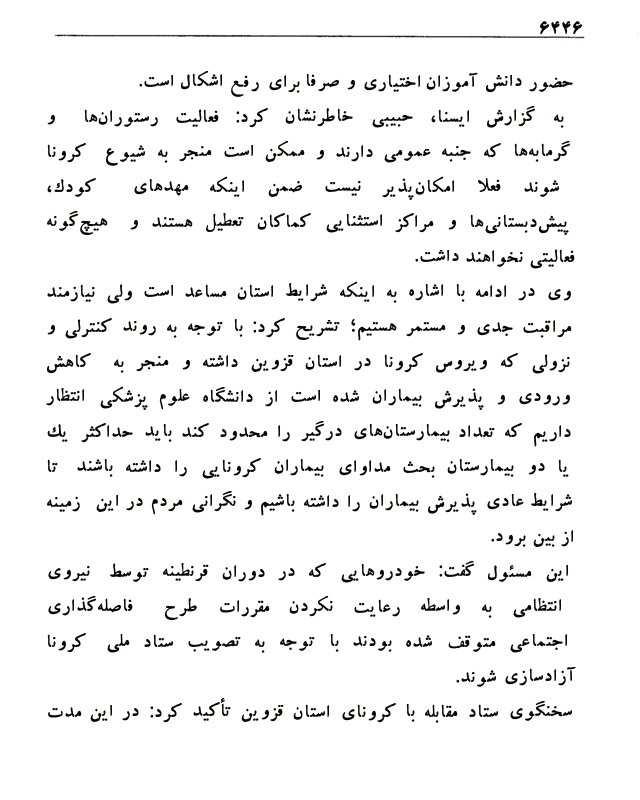 ۶۴۴۶
حضور دانش آموزان اختیاری و صرفا برای رفع اشکال است.
به گزارش ایسنا، حبیبی خاطرنشان کرد: فعالیت رستوران‌ها و
گرمابه‌ها که جنبه عمومی دارند و ممکن است منجر به شیوع کرونا
شوند فعلا امکان‌پذیر نیست ضمن اینکه مهدهای کودك،
پیش‌دبستانی‌ها و مراکز استثنایی کماکان تعطیل هستند و هیچ‌گونه
فعالیتی نخواهند داشت.
وی در ادامه با اشاره به اینکه شرایط استان مساعد است ولی نیازمند
مراقبت جدی و مستمر هستیم؛ تشریح کرد: با توجه به روند کنترلی و
نزولی که ویروس کرونا در استان قزوین داشته و منجر به کاهش
ورودی و پذیرش بیماران شده است از دانشگاه علوم پزشکی انتظار
داریم که تعداد بیمارستان‌های درگیر را محدود کند باید حداکثر یك
یا دو بیمارستان بحث مداوای بیماران کرونایی را داشته باشند تا
شرایط عادی پذیرش بیماران را داشته باشیم و نگرانی مردم در این زمینه
از بین برود.
این مسئول گفت: خودروهایی که در دوران قرنطینه توسط نیروی
انتظامی به واسطه رعایت نکردن مقررات طرح فاصله‌گذاری
اجتماعی متوقف شده بودند با توجه به تصویب ستاد ملی کرونا
آزادسازی شوند.
سخنگوی ستاد مقابله با کرونای استان قزوین تأکید کرد: در این مدت